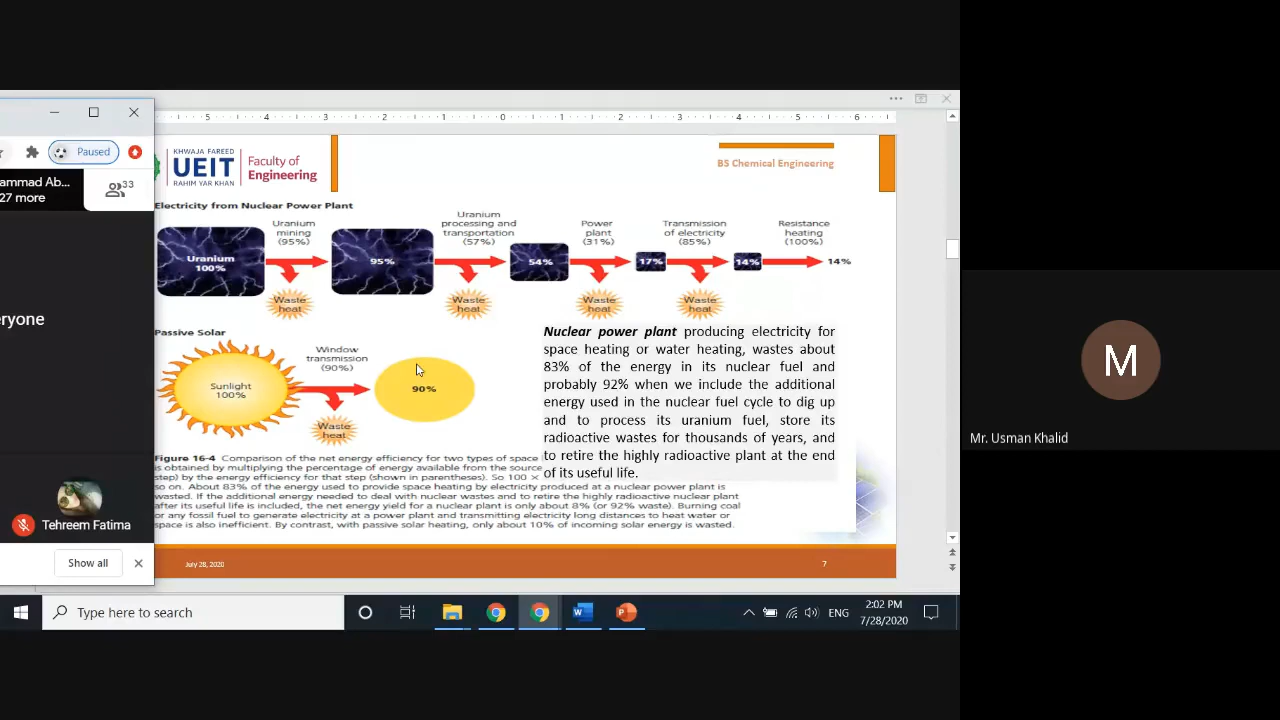 5 4 3 2 1 0 1 2 3 4 5 6
Paused
ammad Ab...
27 more
33
KHWAJA FAREED
UEIT
RAHIM YAR KHAN
Faculty of
Engineering
BS Chemical Engineering
Electricity from Nuclear Power Plant
Uranium
mining
(95%)
Uranium
processing and
transportation
(57%)
Power
plant
(31%)
Transmission
of electricity
(85%)
Resistance
heating
(100%)
Uranium
100%
95%
54%
17%
14%
14%
Waste
heat
Waste
heat
Waste
heat
Waste
heat
eryone
Passive Solar
Window
transmission
(90%)
Sunlight
100%
90%
Waste
heat
Nuclear power plant producing electricity for
space heating or water heating, wastes about
83% of the energy in its nuclear fuel and
probably 92% when we include the additional
energy used in the nuclear fuel cycle to dig up
and to process its uranium fuel, store its
radioactive wastes for thousands of years, and
to retire the highly radioactive plant at the end
of its useful life.
Figure 16-4 Comparison of the net energy efficiency for two types of space
is obtained by multiplying the percentage of energy available from the source
step) by the energy efficiency for that step (shown in parentheses). So 100 ×
so on. About 83% of the energy used to provide space heating by electricity produced at a nuclear power plant is
wasted. If the additional energy needed to deal with nuclear wastes and to retire the highly radioactive nuclear plant
after its useful life is included, the net energy yield for a nuclear plant is only about 8% (or 92% waste). Burning coal
or any fossil fuel to generate electricity at a power plant and transmitting electricity long distances to heat water or
space is also inefficient. By contrast, with passive solar heating, only about 10% of incoming solar energy is wasted.
Tehreem Fatima
Show all
July 28, 2020
7
M
Mr. Usman Khalid
Type here to search
ENG
2:02 PM
7/28/2020